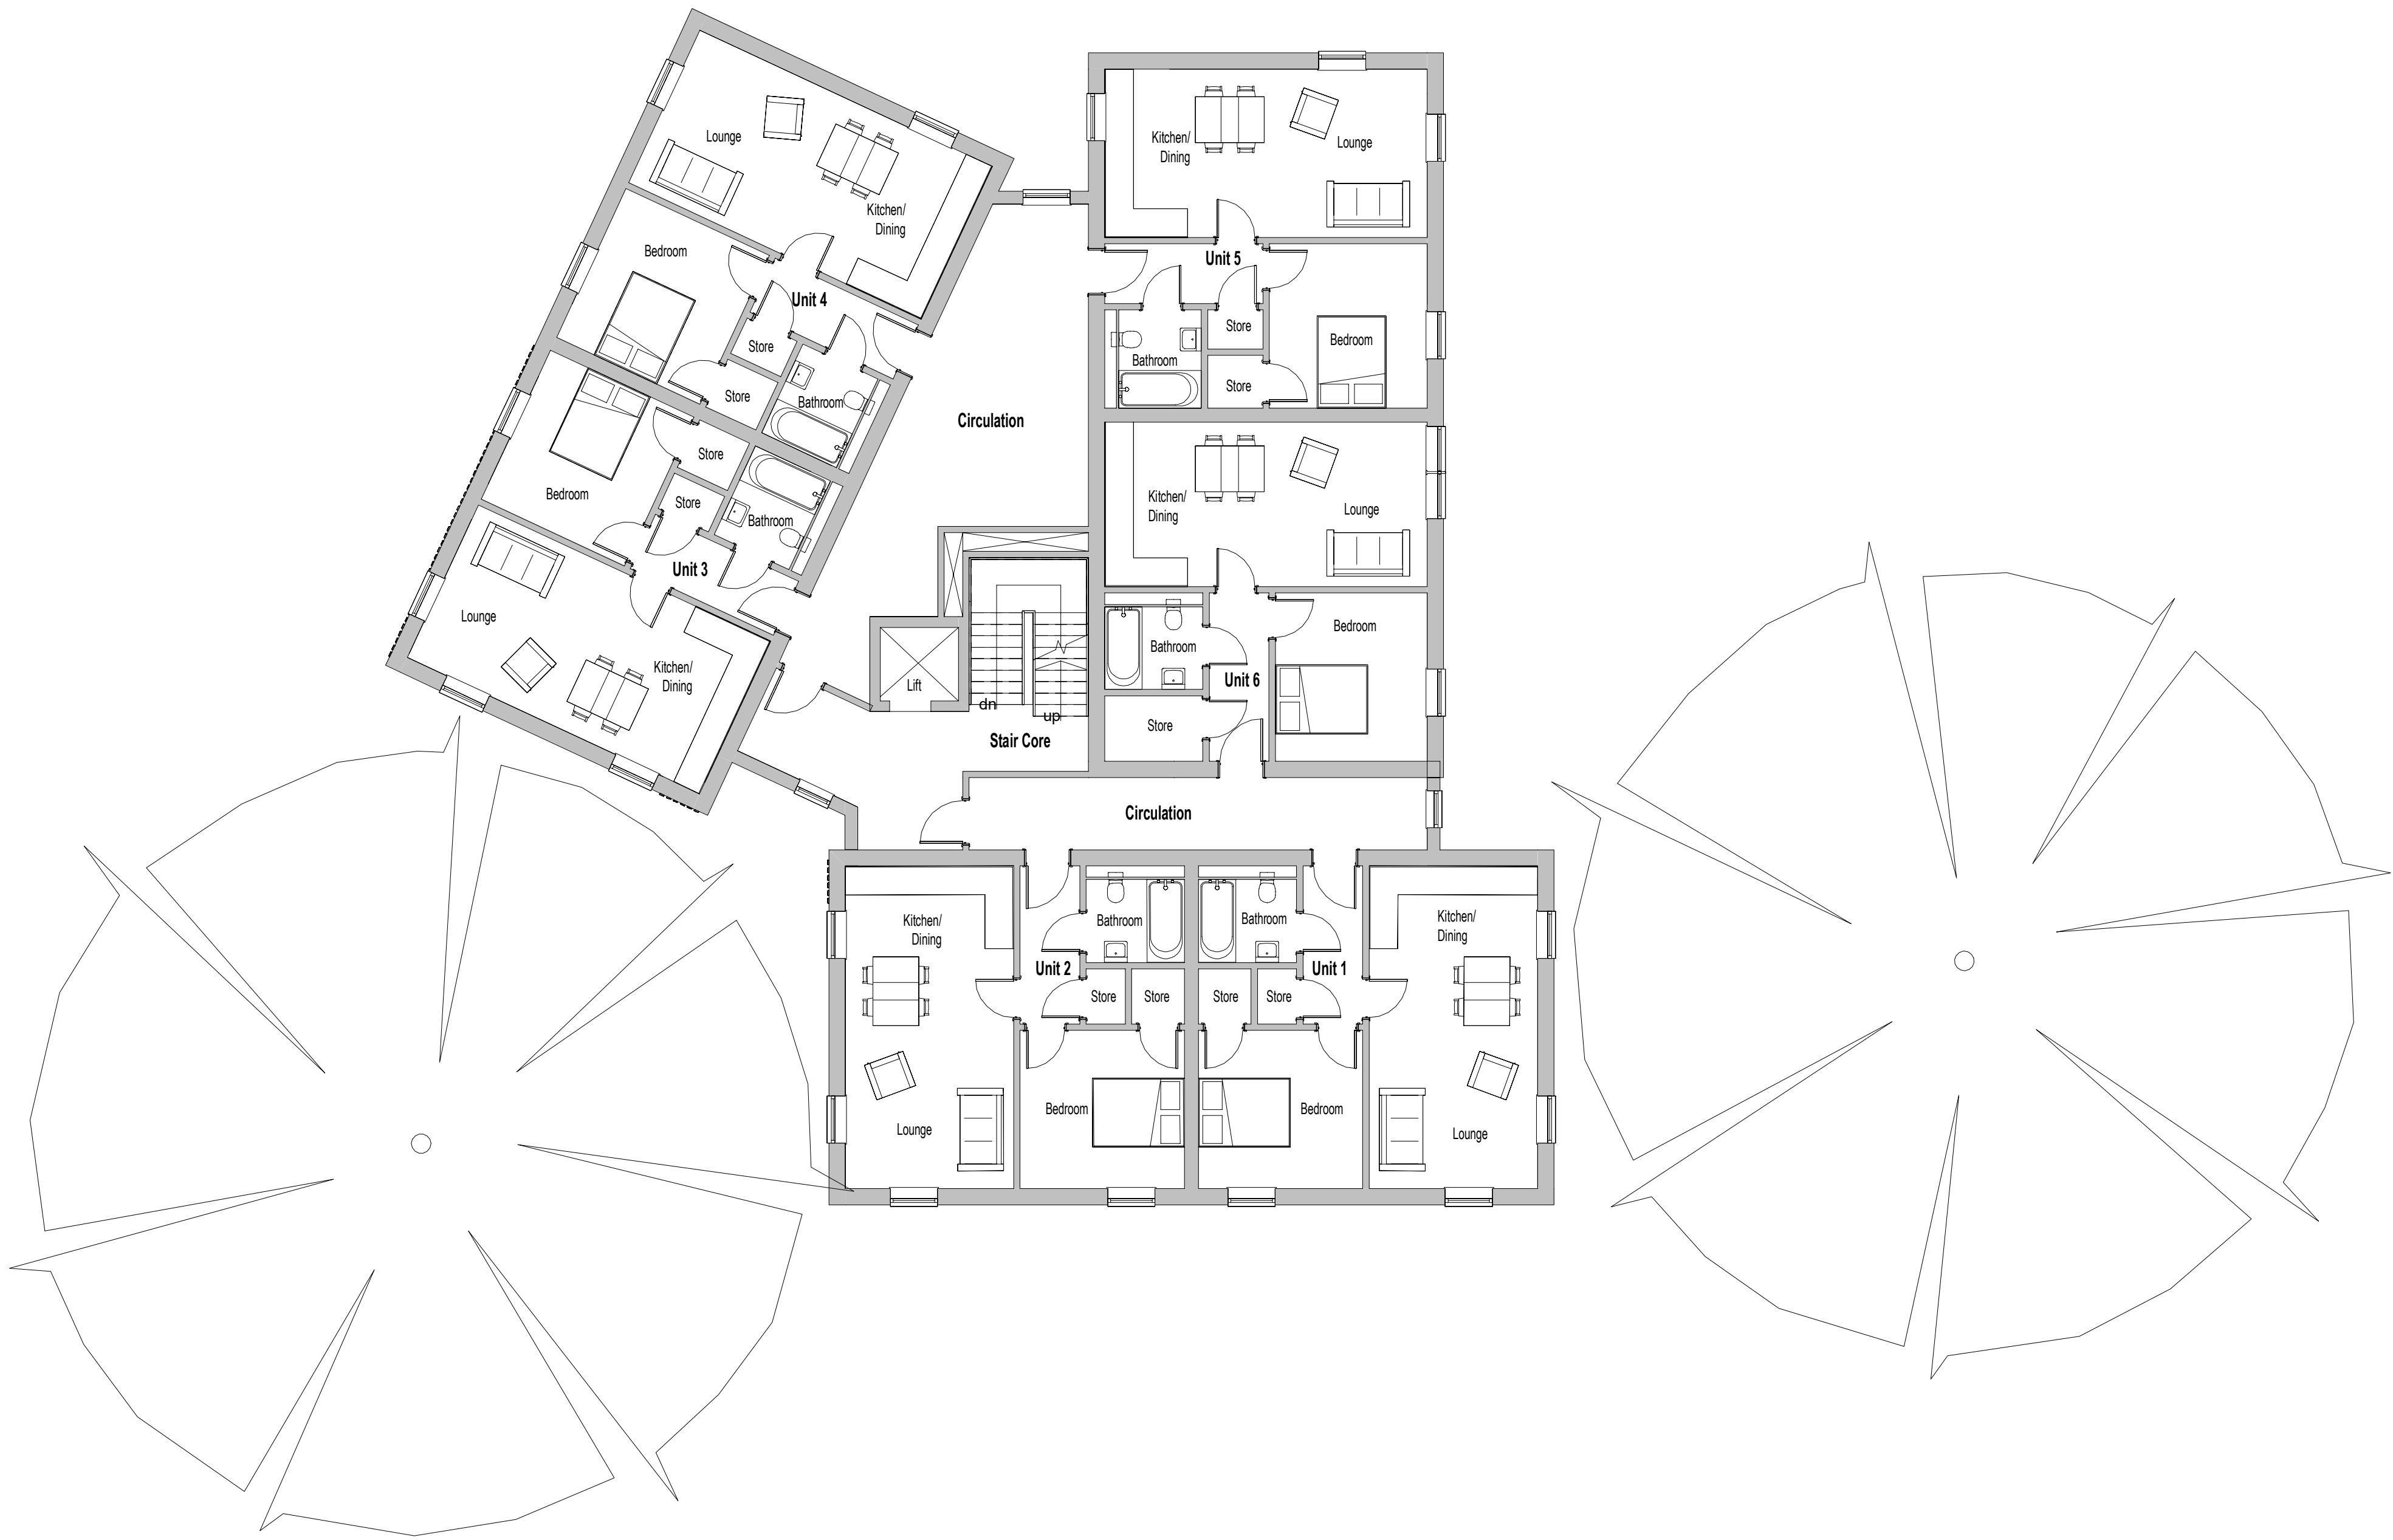 Lounge
Kitchen/
Dining
Bedroom
Unit 4
Store
Store
Bathroom
Bedroom
Store
Store
Bathroom
Unit 3
Lounge
Kitchen/
Dining
Circulation
Lift
dn
up
Stair Core
Kitchen/
Dining
Lounge
Unit 5
Store
Bathroom
Store
Bedroom
Kitchen/
Dining
Lounge
Bathroom
Bedroom
Unit 6
Store
Circulation
Kitchen/
Dining
Bathroom
Unit 2
Store
Store
Bedroom
Lounge
Bathroom
Unit 1
Store
Store
Bedroom
Kitchen/
Dining
Lounge